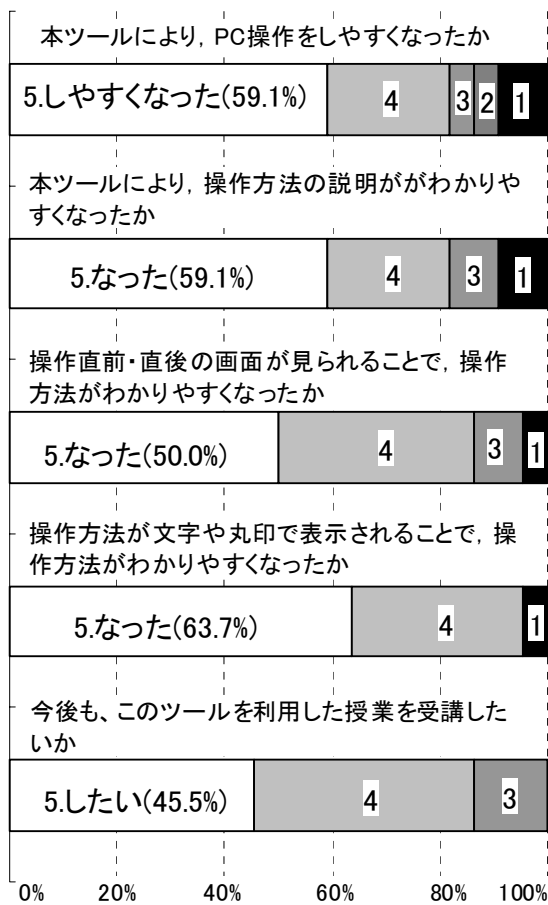 本ツールにより，PC操作をしやすくなったか
5.しやすくなった(59.1%) 4 3 2 1
本ツールにより，操作方法の説明ががわかりや
すくなったか
5.なった(59.1%) 4 3 1
操作直前・直後の画面が見られることで，操作
方法がわかりやすくなったか
5.なった(50.0%) 4 3 1
操作方法が文字や丸印で表示されることで，操
作方法がわかりやすくなったか
5.なった(63.7%) 4 1
今後も、このツールを利用した授業を受講した
いか
5.したい(45.5%) 4 3
0% 20% 40% 60% 80% 100%